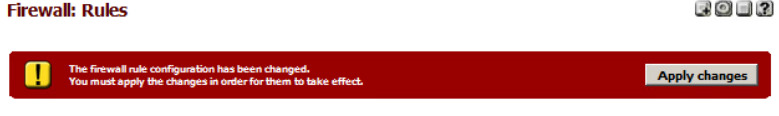 Firewall: Rules
The firewall rule configuration has been changed.
You must apply the changes in order for them to take effect.
Apply changes